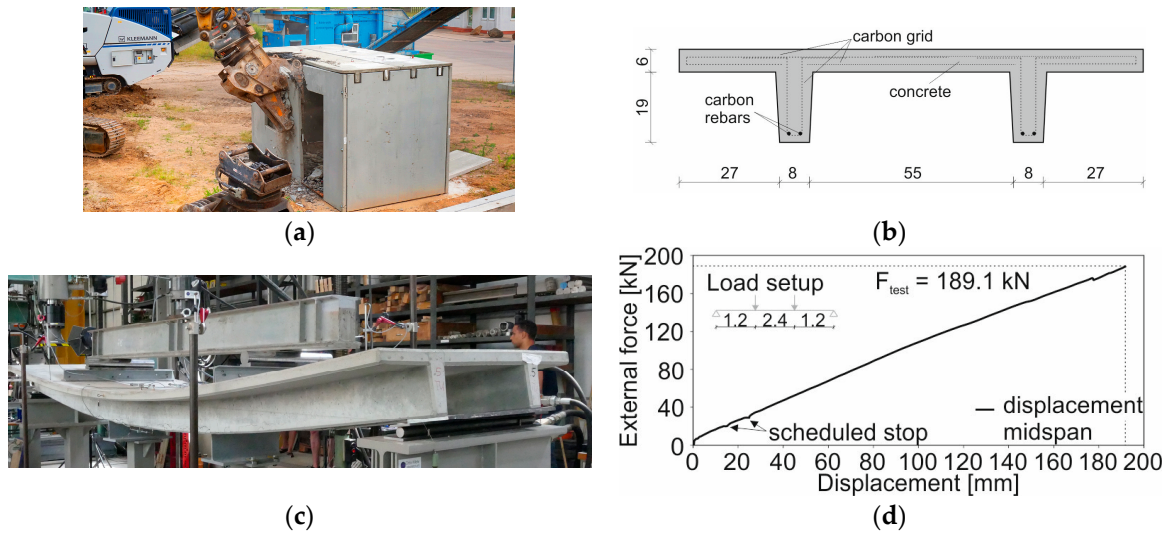 KLEEMANN
(a)
carbon grid
6
concrete
carbon
rebars
19
27 8 55 8 27
(b)
(c)
200
160
120
80
40
0
External force [kN]
Load setup
1.2 2.4 1.2
Ftest = 189.1 kN
scheduled stop
displacement
midspan
0 20 40 60 80 100 120 140 160 180 200
Displacement [mm]
(d)